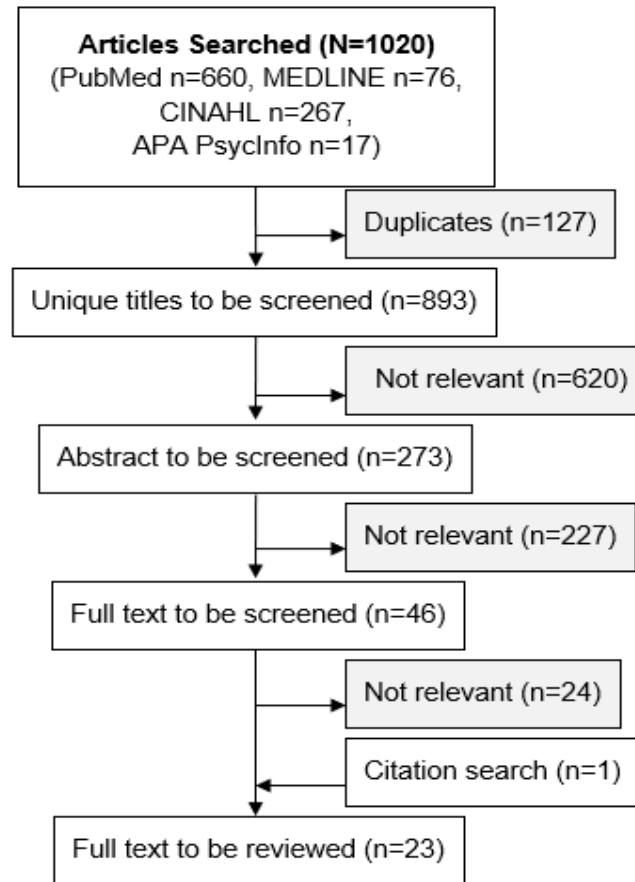 Articles Searched (N=1020)
(PubMed n=660, MEDLINE n=76,
CINAHL n=267,
APA PsycInfo n=17)
Duplicates (n=127)
Unique titles to be screened (n=893)
Not relevant (n=620)
Abstract to be screened (n=273)
Not relevant (n=227)
Full text to be screened (n=46)
Not relevant (n=24)
Citation search (n=1)
Full text to be reviewed (n=23)